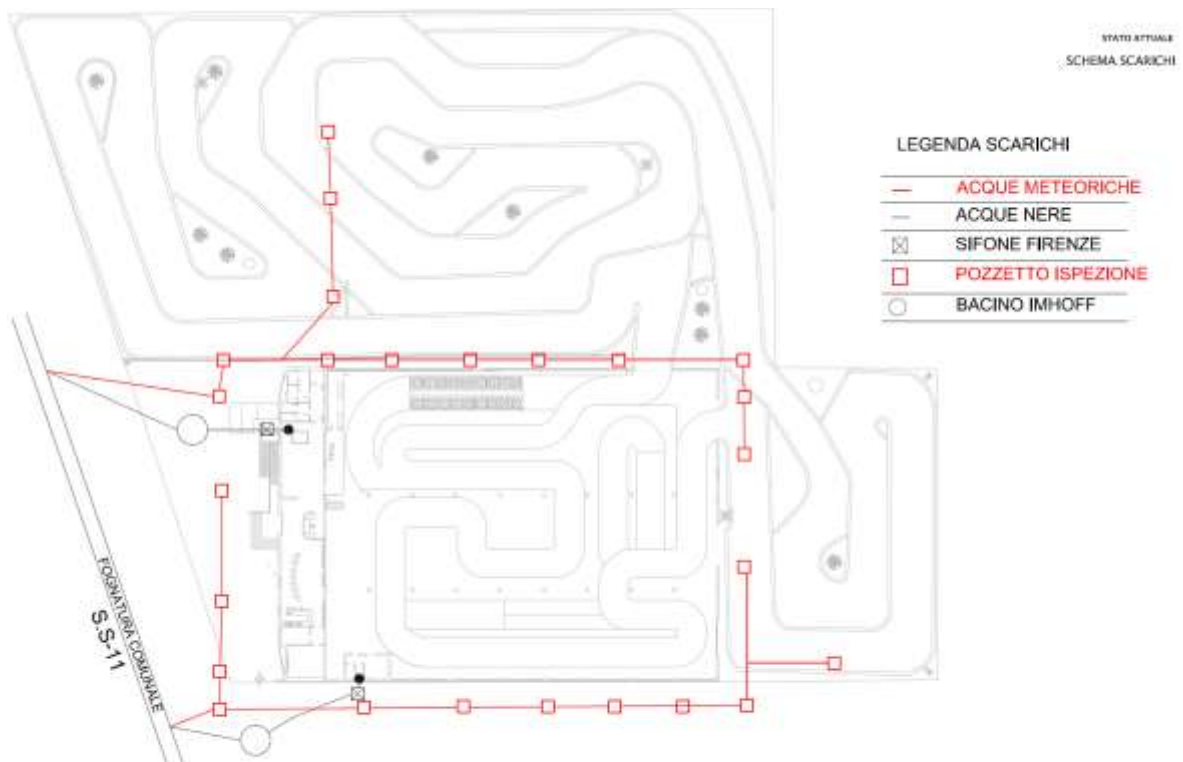 STATO ATTUALE
SCHEMA SCARICHI
LEGENDA SCARICHI
ACQUE METEORICHE
ACQUE NERE
SIFONE FIRENZE
POZZETTO ISPEZIONE
BACINO IMHOFF
FOGNATURA COMUNALE
S.S-11